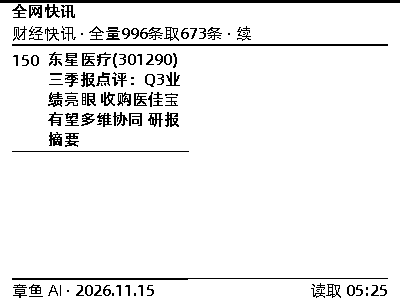 全网快讯
财经快讯 · 全量996条取673条 · 续
150 东星医疗(301290)
三季报点评：Q3业
绩亮眼 收购医佳宝
有望多维协同 研报
摘要
章鱼 AI · 2026.11.15 读取 05:25